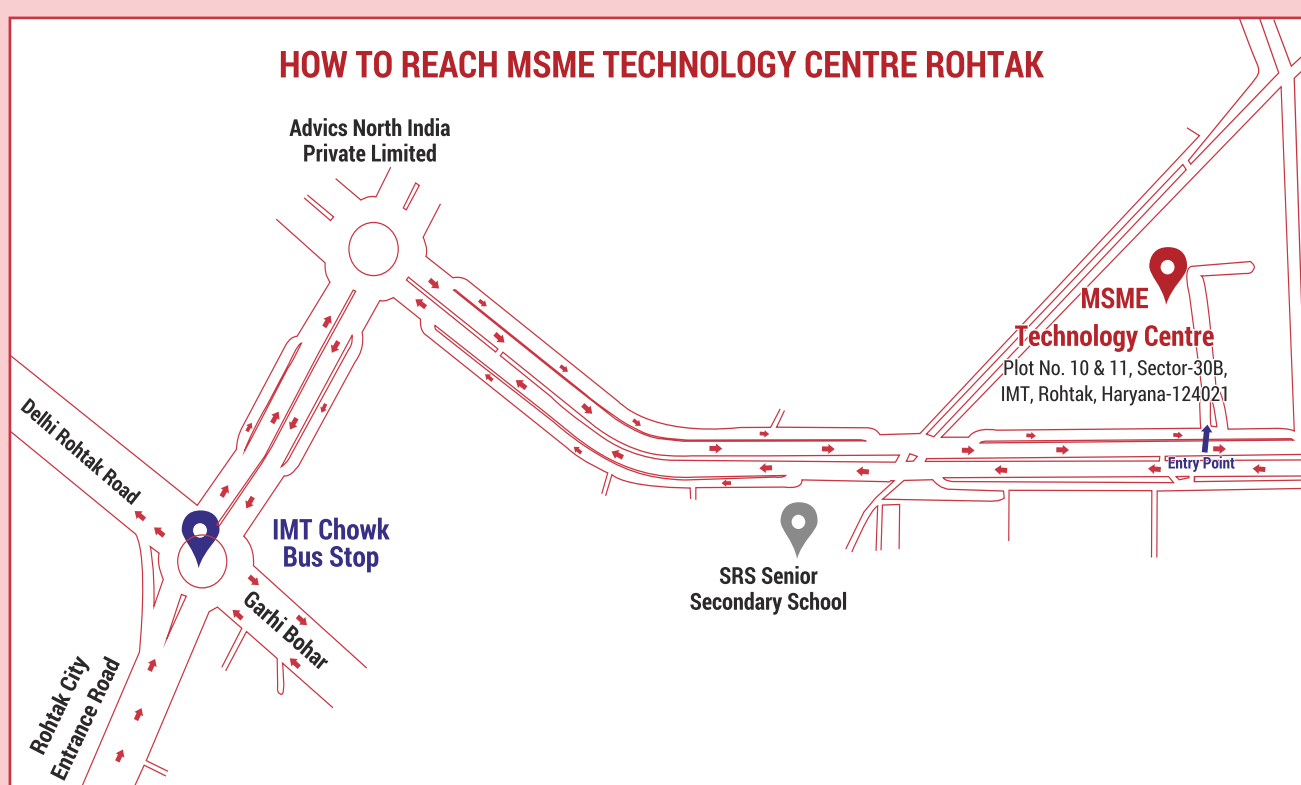 HOW TO REACH MSME TECHNOLOGY CENTRE ROHTAK
Advics North India
Private Limited
MSME
Technology Centre
Plot No. 10 & 11, Sector-30B,
IMT, Rohtak, Haryana-124021
Entry Point
Delhi Rohtak Road
IMT Chowk
Bus Stop
SRS Senior
Secondary School
Garhi Bohar
Rohtak City
Entrance Road